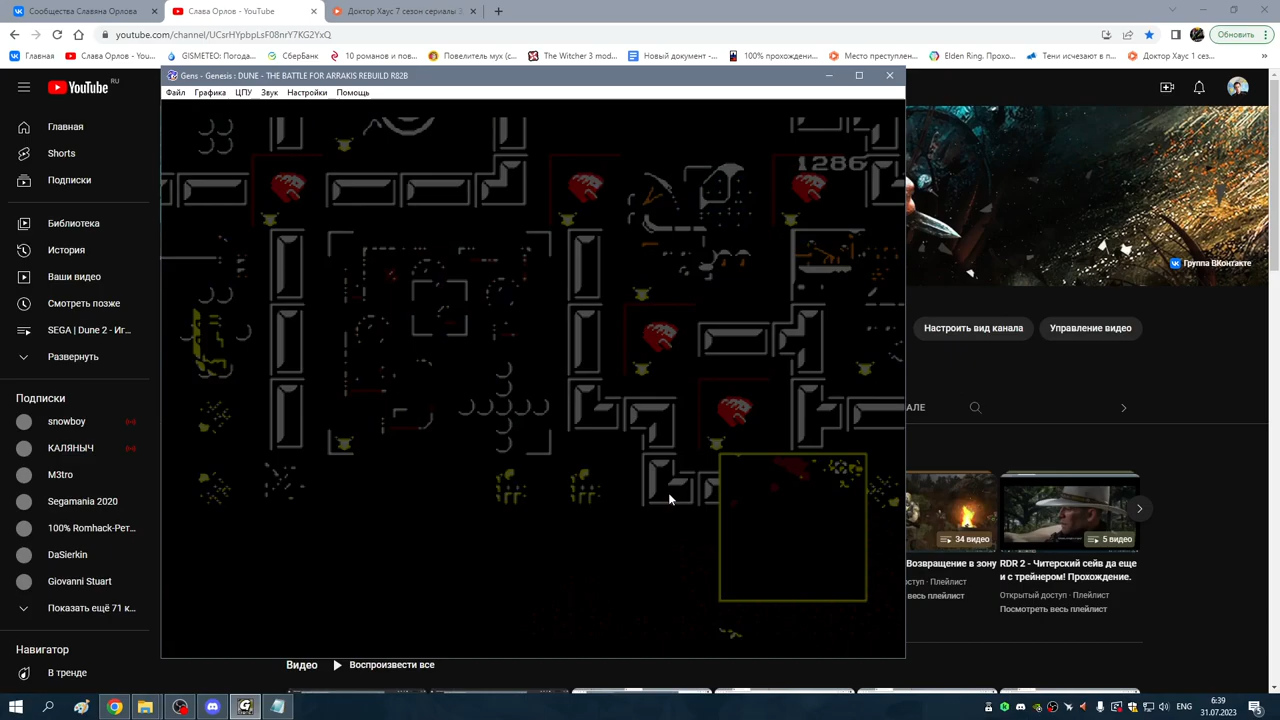 Сообщества Славяна Орлова
Слава Орлов - YouTube
Доктор Хаус 7 сезон сериалы З
youtube.com/channel/UCsrHYpbpLsF08nrY7KG2YxQ
Обновить
Главная
Слава Орлов - You...
GISMETEO: Погода...
СберБанк
10 романов и пов...
Повелитель мух (с...
The Witcher 3 mod...
Новый документ -...
100% прохождени...
Место преступлен...
Elden Ring. Прохо...
Тени исчезают в п...
Доктор Хаус 1 сез...
»
Gens - Genesis : DUNE - THE BATTLE FOR ARRAKIS REBUILD R82B
Файл
Графика
ЦПУ
Звук
Настройки
Помощь
YouTube
RU
Главная
Shorts
Подписки
Библиотека
История
Ваши видео
Смотреть позже
SEGA | Dune 2 - Иг...
Развернуть
Подписки
snowboy
КАЛЯНЫЧ
M3tro
Segamania 2020
100% Romhack-Рет...
DaSierkin
Giovanni Stuart
Показать ещё 71 к...
Навигатор
В тренде
1286
Группа ВКонтакте
Настроить вид канала
Управление видео
АЛЕ
34 видео
5 видео
Возвращение в зону
RDR 2 - Читерский сейв да еще
и с трейнером! Прохождение.
ступ · Плейлист
Открытый доступ · Плейлист
весь плейлист
Посмотреть весь плейлист
Видео
Воспроизвести все
ENG
6:39
31.07.2023